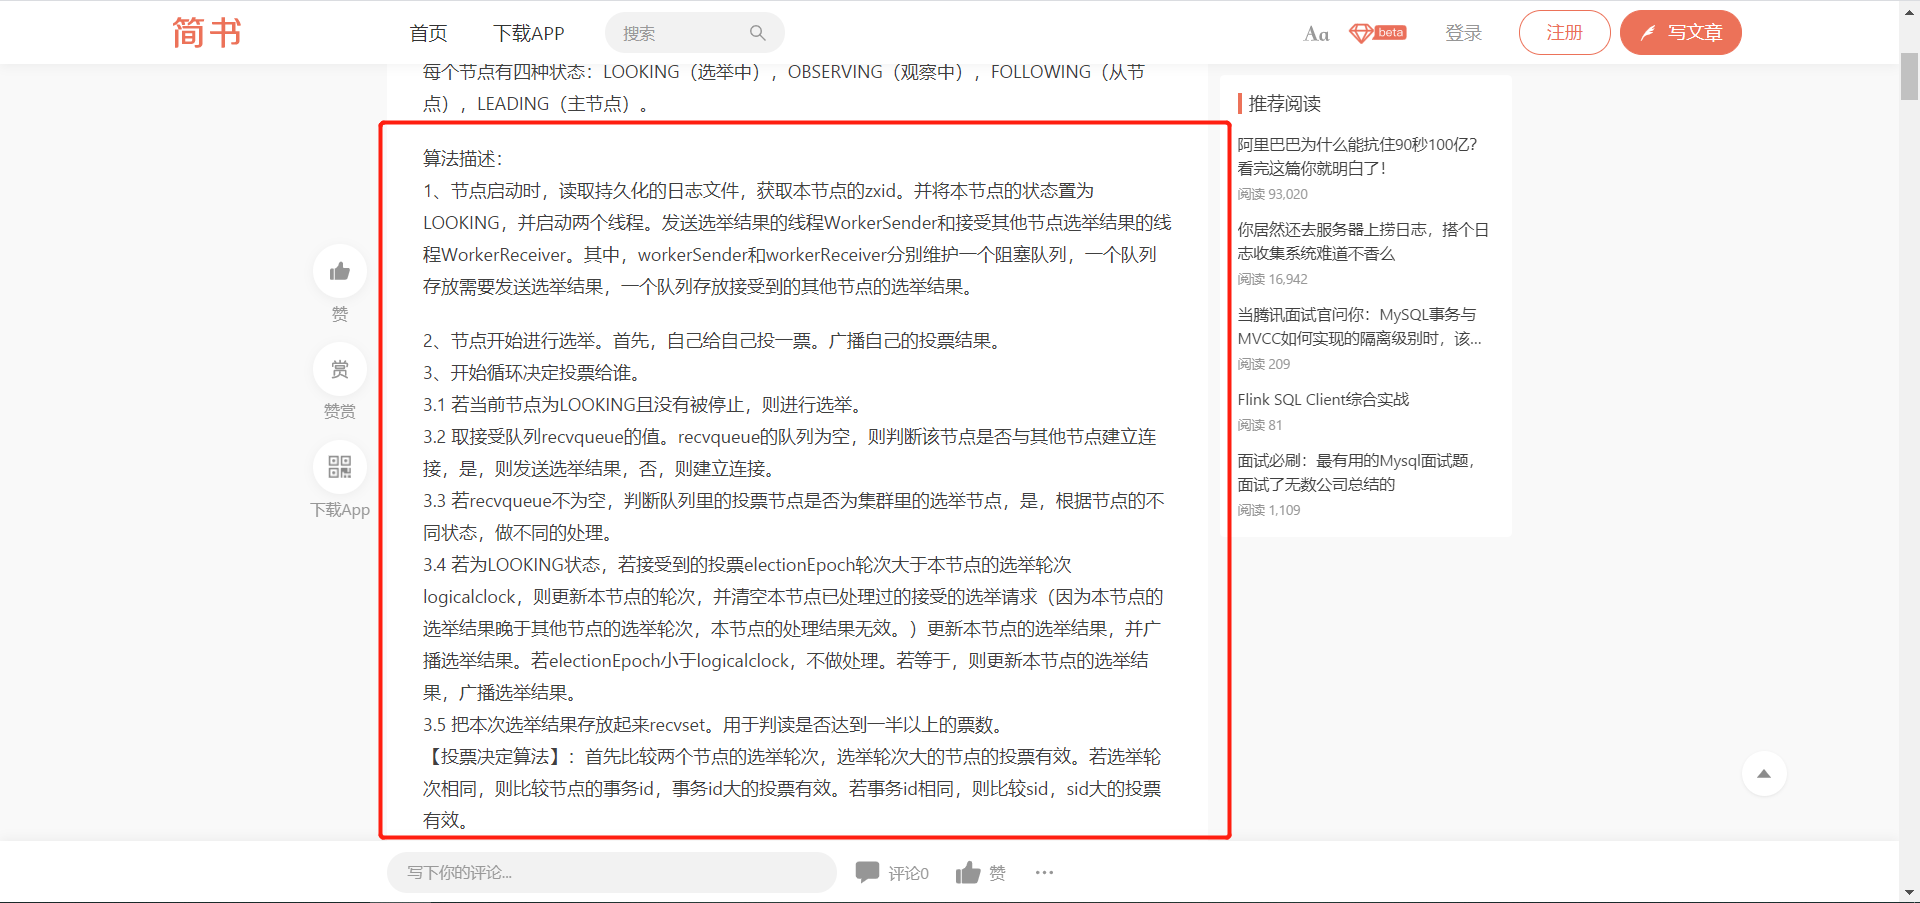 简书
首页
下载APP
搜索
Aa
beta
登录
注册
写文章
每个节点有四种状态：LOOKING（选举中），OBSERVING（观察中），FOLLOWING（从节
点），LEADING（主节点）。
算法描述：
1、节点启动时，读取持久化的日志文件，获取本节点的zxid。并将本节点的状态置为
LOOKING，并启动两个线程。发送选举结果的线程WorkerSender和接受其他节点选举结果的线
程WorkerReceiver。其中，workerSender和workerReceiver分别维护一个阻塞队列，一个队列
存放需要发送选举结果，一个队列存放接受到的其他节点的选举结果。
2、节点开始进行选举。首先，自己给自己投一票。广播自己的投票结果。
3、开始循环决定投票给谁。
3.1 若当前节点为LOOKING且没有被停止，则进行选举。
3.2 取接受队列recvqueue的值。recvqueue的队列为空，则判断该节点是否与其他节点建立连
接，是，则发送选举结果，否，则建立连接。
3.3 若recvqueue不为空，判断队列里的投票节点是否为集群里的选举节点，是，根据节点的不
同状态，做不同的处理。
3.4 若为LOOKING状态，若接受到的投票electionEpoch轮次大于本节点的选举轮次
logicalclock，则更新本节点的轮次，并清空本节点已处理过的接受的选举请求（因为本节点的
选举结果晚于其他节点的选举轮次，本节点的处理结果无效。）更新本节点的选举结果，并广
播选举结果。若electionEpoch小于logicalclock，不做处理。若等于，则更新本节点的选举结
果，广播选举结果。
3.5 把本次选举结果存放起来recvset。用于判读是否达到一半以上的票数。
【投票决定算法】：首先比较两个节点的选举轮次，选举轮次大的节点的投票有效。若选举轮
次相同，则比较节点的事务id，事务id大的投票有效。若事务id相同，则比较sid，sid大的投票
有效。
赞
赏
赞赏
下载App
推荐阅读
阿里巴巴为什么能抗住90秒100亿？
看完这篇你就明白了！
阅读 93,020
你居然还去服务器上捞日志，搭个日
志收集系统难道不香么
阅读 16,942
当腾讯面试官问你：MySQL事务与
MVCC如何实现的隔离级别时，该...
阅读 209
Flink SQL Client综合实战
阅读 81
面试必刷：最有用的Mysql面试题，
面试了无数公司总结的
阅读 1,109
写下你的评论...
评论0
赞